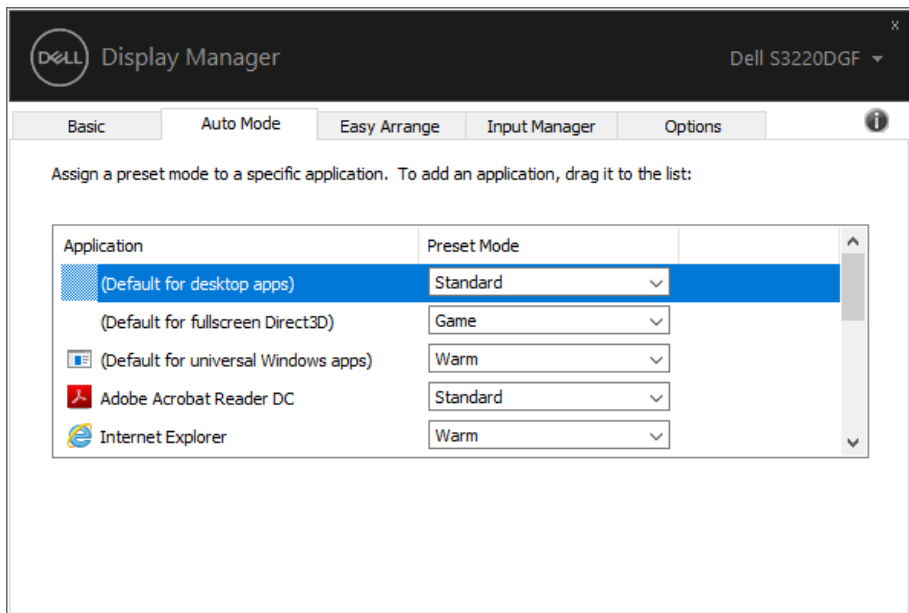 x
DELL Display Manager Dell S3220DGF
Basic Auto Mode Easy Arrange Input Manager Options
Assign a preset mode to a specific application. To add an application, drag it to the list:
Application Preset Mode
(Default for desktop apps) Standard
(Default for fullscreen Direct3D) Game
(Default for universal Windows apps) Warm
Adobe Acrobat Reader DC Standard
Internet Explorer Warm